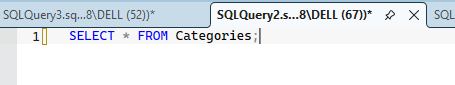 SQLQuery3.sq...8\DELL (52))*
SQLQuery2.s...8\DELL (67))*
SQL
1 SELECT * FROM Categories;